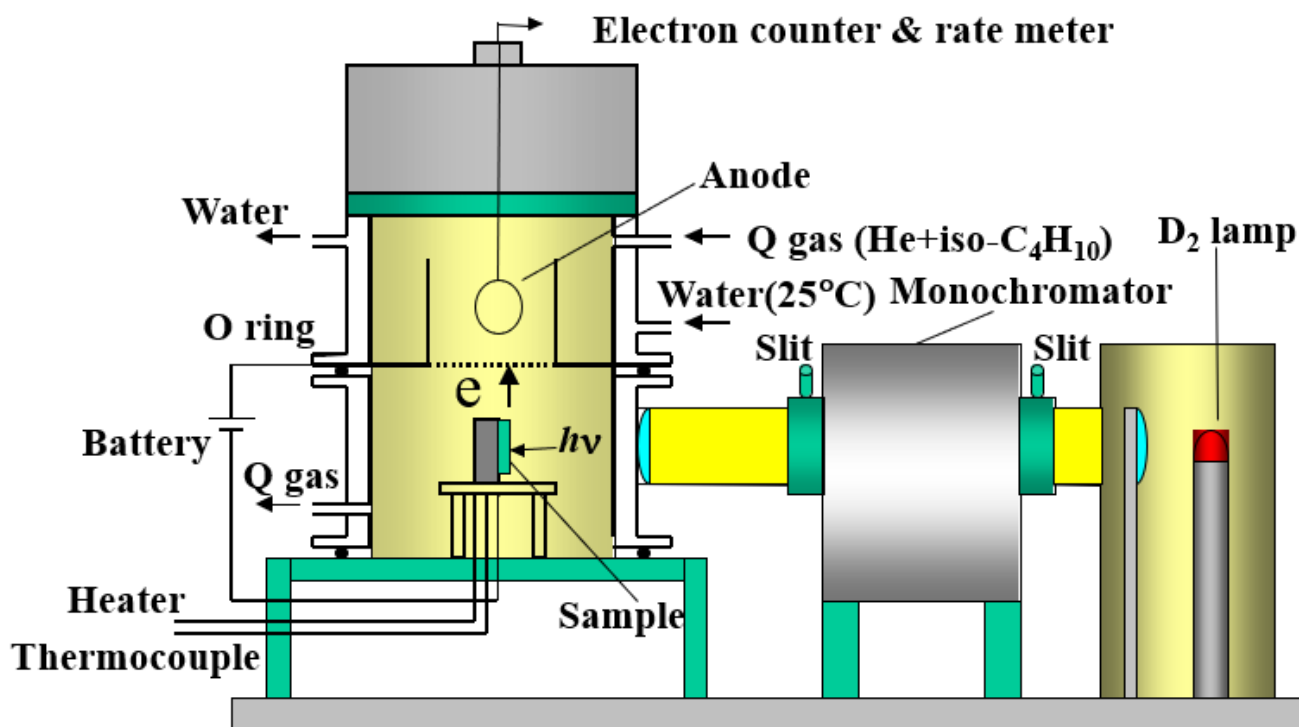 Electron counter & rate meter
Anode
Water
Q gas (He+iso-C₄H₁₀)
D₂ lamp
Water(25°C)
Monochromator
O ring
Slit
Slit
e
Battery
hν
Q gas
Heater
Sample
Thermocouple